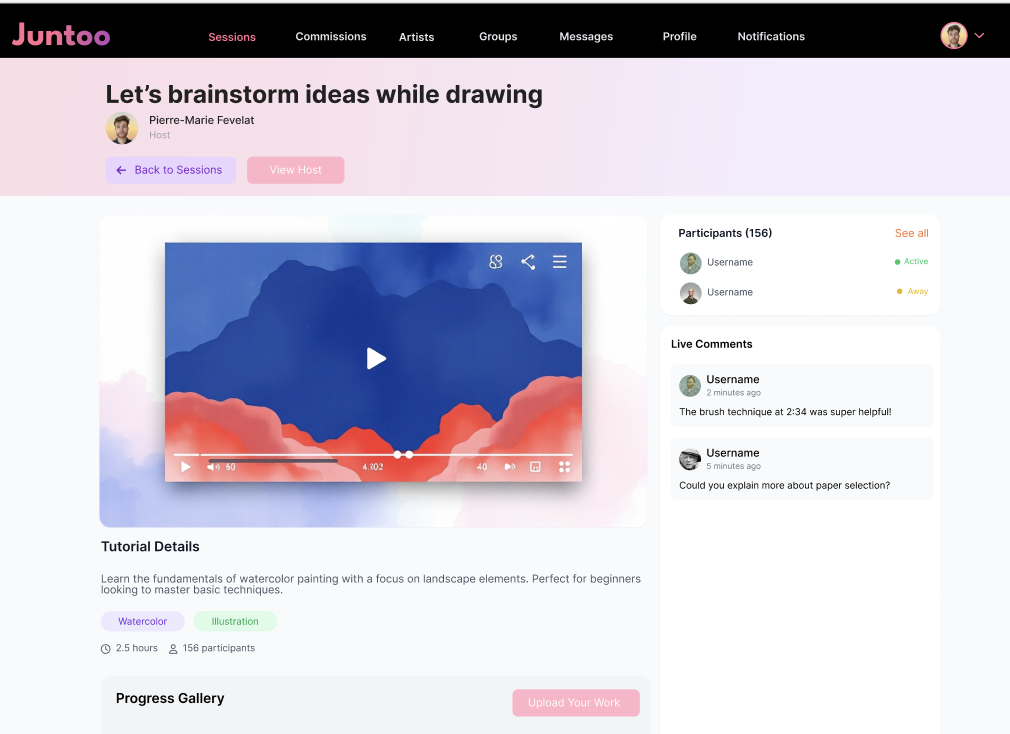 Juntoo
Sessions
Commissions
Artists
Groups
Messages
Profile
Notifications
Let's brainstorm ideas while drawing
Pierre-Marie Fevelat
Host
Back to Sessions
View Host
50
40
Tutorial Details
Learn the fundamentals of watercolor painting with a focus on landscape elements. Perfect for beginners
looking to master basic techniques.
Watercolor
Illustration
2.5 hours
156 participants
Progress Gallery
Upload Your Work
Participants (156)
See all
Username
Active
Username
Away
Live Comments
Username
2 minutes ago
The brush technique at 2:34 was super helpful!
Username
5 minutes ago
Could you explain more about paper selection?